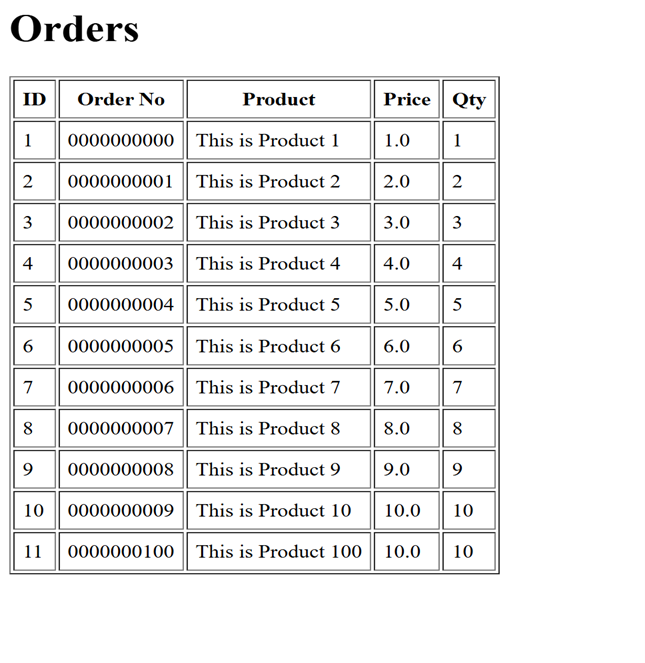 Orders
ID Order No Product Price Qty
1 0000000000 This is Product 1 1.0 1
2 0000000001 This is Product 2 2.0 2
3 0000000002 This is Product 3 3.0 3
4 0000000003 This is Product 4 4.0 4
5 0000000004 This is Product 5 5.0 5
6 0000000005 This is Product 6 6.0 6
7 0000000006 This is Product 7 7.0 7
8 0000000007 This is Product 8 8.0 8
9 0000000008 This is Product 9 9.0 9
10 0000000009 This is Product 10 10.0 10
11 0000000100 This is Product 100 10.0 10